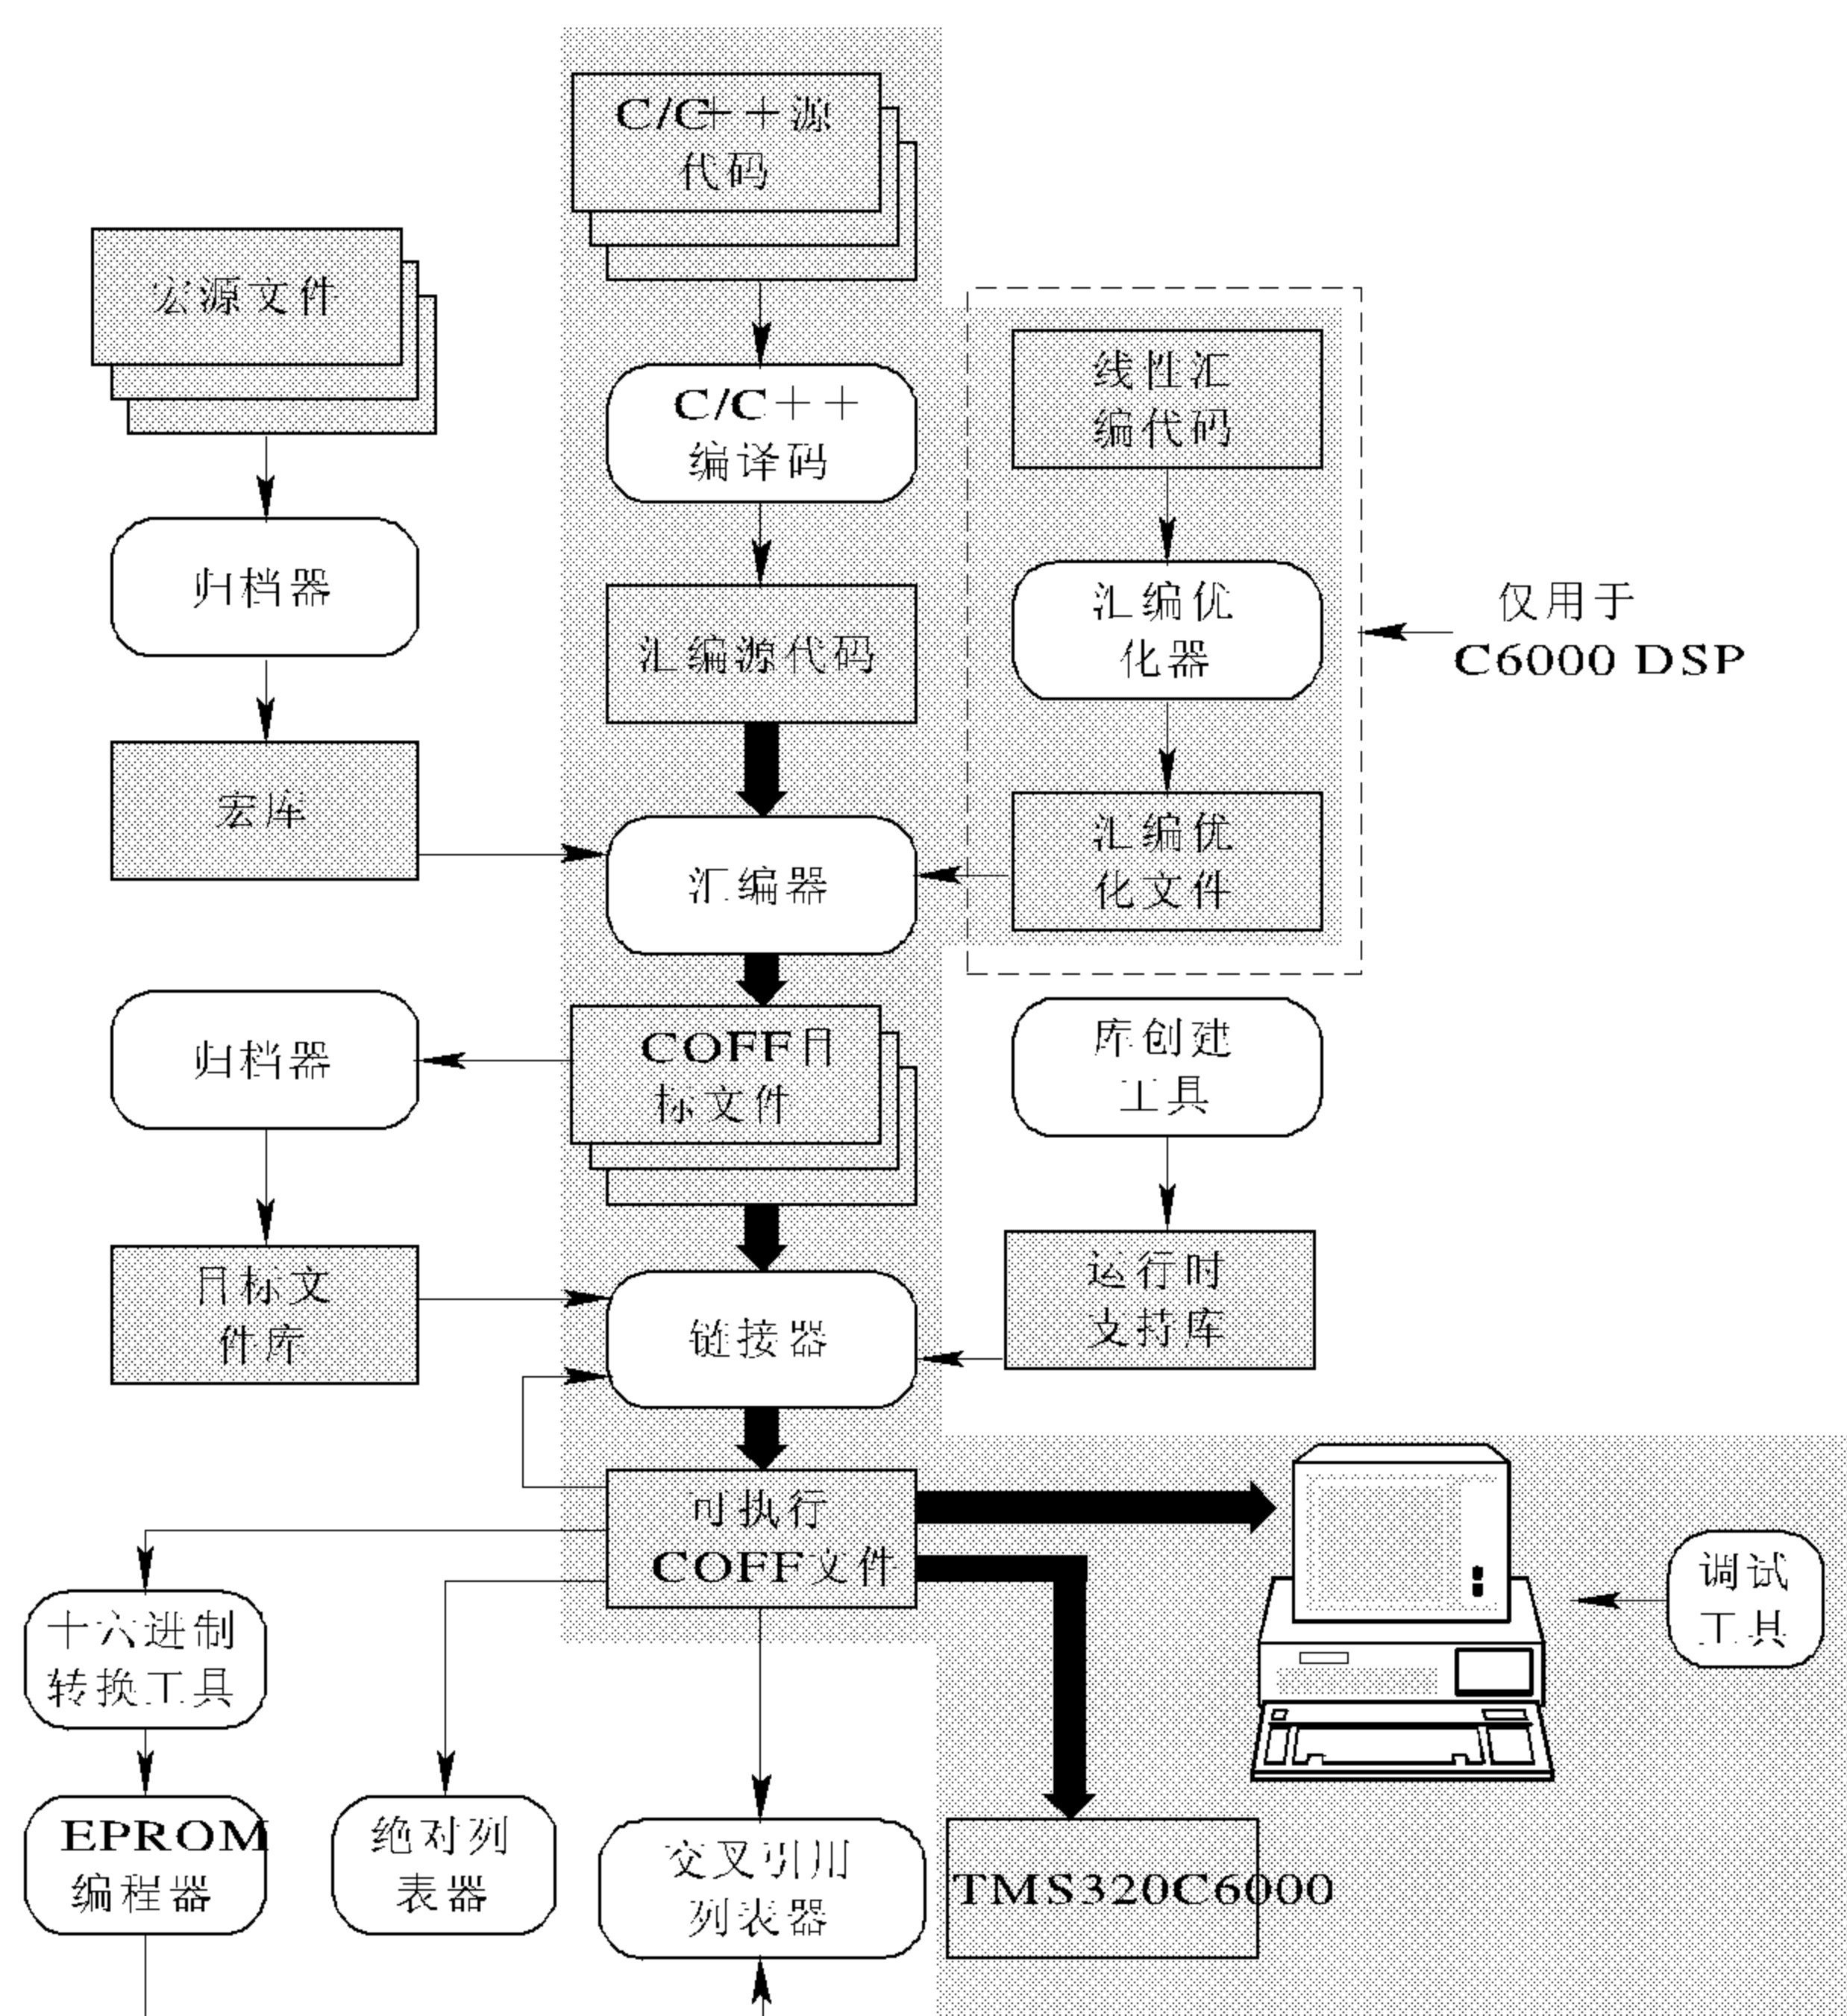 C/C++源
代码
宏源文件
C/C++
编译码
线性汇
编代码
归档器
汇编源代码
汇编优
化器
仅用于
C6000 DSP
宏库
汇编器
汇编优
化文件
归档器
COFF目
标文件
库创建
工具
目标文
件库
链接器
运行时
支持库
可执行
COFF文件
调试
工具
十六进制
转换工具
EPROM
编程器
绝对列
表器
交叉引用
列表器
TMS320C6000